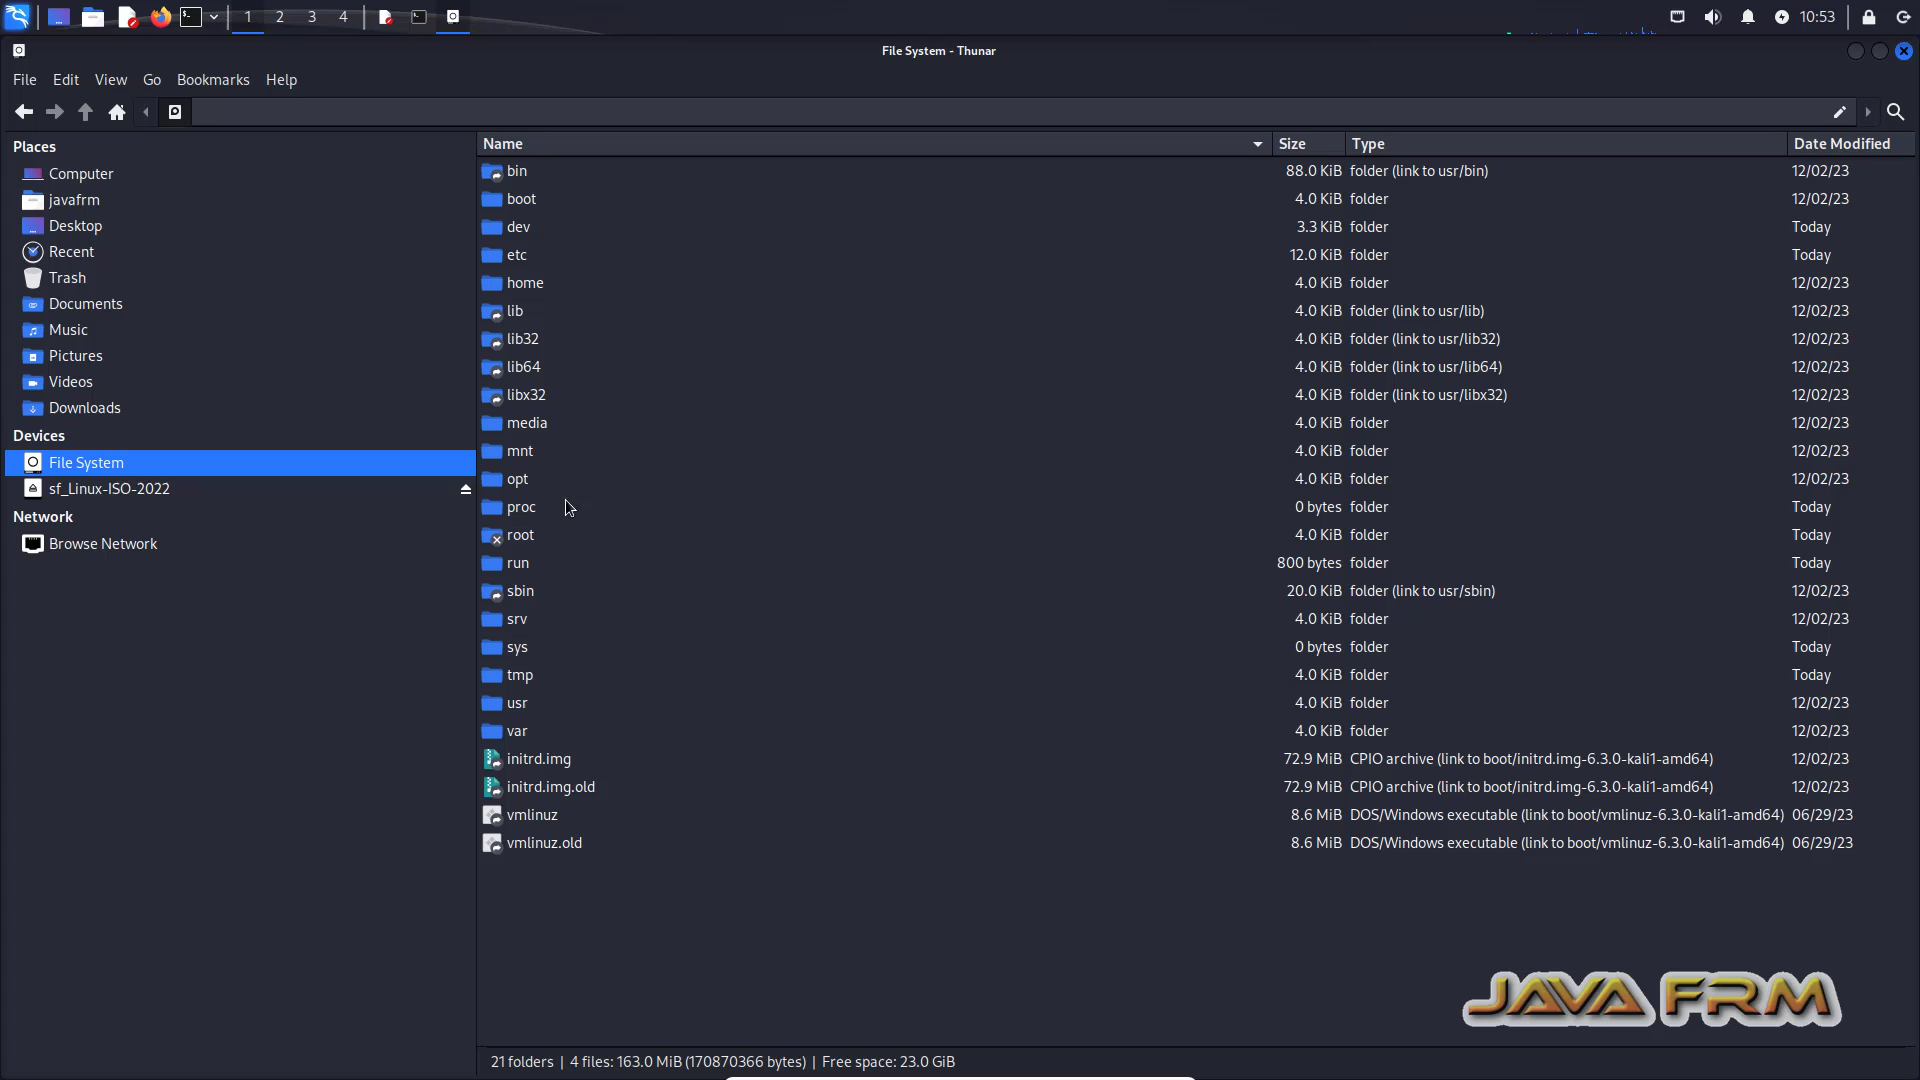 1 2 3 4 10:53
File System - Thunar
File Edit View Go Bookmarks Help
Places
Computer
javafrm
Desktop
Recent
Trash
Documents
Music
Pictures
Videos
Downloads
Devices
File System
sf_Linux-ISO-2022
Network
Browse Network
Name Size Type Date Modified
bin 88.0 KiB folder (link to usr/bin) 12/02/23
boot 4.0 KiB folder 12/02/23
dev 3.3 KiB folder Today
etc 12.0 KiB folder Today
home 4.0 KiB folder 12/02/23
lib 4.0 KiB folder (link to usr/lib) 12/02/23
lib32 4.0 KiB folder (link to usr/lib32) 12/02/23
lib64 4.0 KiB folder (link to usr/lib64) 12/02/23
libx32 4.0 KiB folder (link to usr/libx32) 12/02/23
media 4.0 KiB folder 12/02/23
mnt 4.0 KiB folder 12/02/23
opt 4.0 KiB folder 12/02/23
proc 0 bytes folder Today
root 4.0 KiB folder Today
run 800 bytes folder Today
sbin 20.0 KiB folder (link to usr/sbin) 12/02/23
srv 4.0 KiB folder 12/02/23
sys 0 bytes folder Today
tmp 4.0 KiB folder Today
usr 4.0 KiB folder 12/02/23
var 4.0 KiB folder 12/02/23
initrd.img 72.9 MiB CPIO archive (link to boot/initrd.img-6.3.0-kali1-amd64) 12/02/23
initrd.img.old 72.9 MiB CPIO archive (link to boot/initrd.img-6.3.0-kali1-amd64) 12/02/23
vmlinuz 8.6 MiB DOS/Windows executable (link to boot/vmlinuz-6.3.0-kali1-amd64) 06/29/23
vmlinuz.old 8.6 MiB DOS/Windows executable (link to boot/vmlinuz-6.3.0-kali1-amd64) 06/29/23
JAVA FRM
21 folders | 4 files: 163.0 MiB (170870366 bytes) | Free space: 23.0 GiB